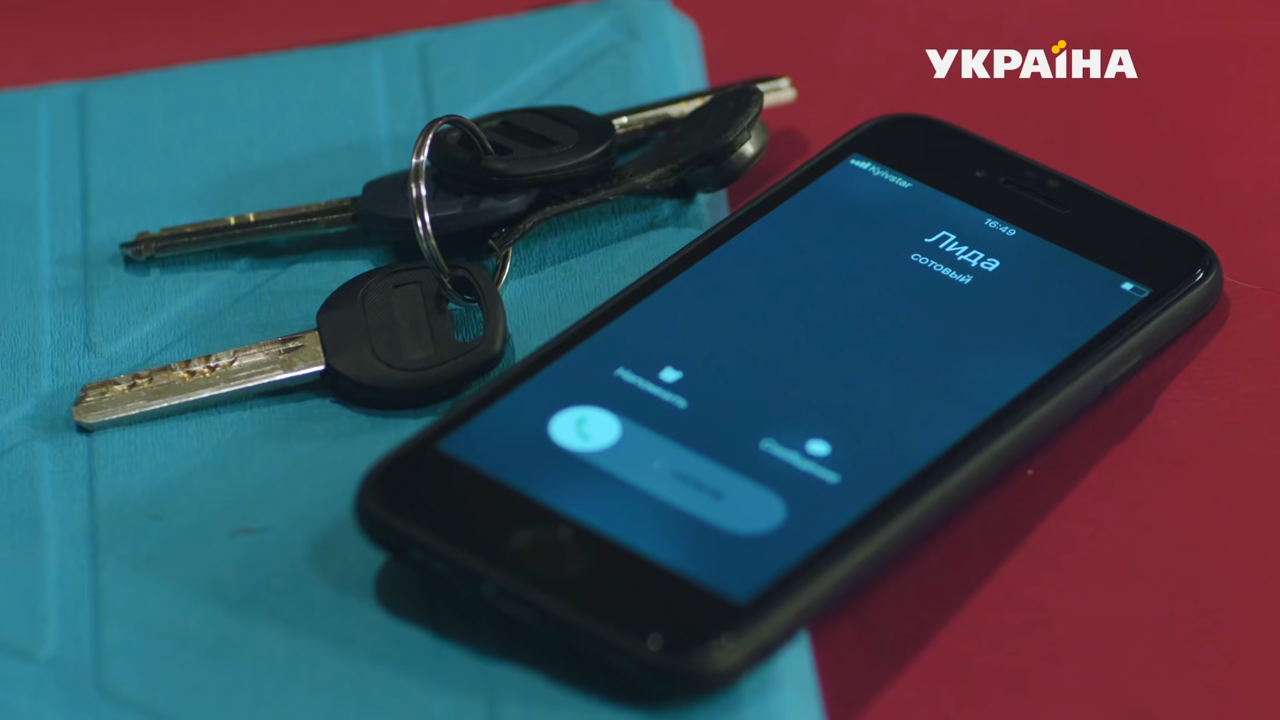 УКРАЇНА
Kyivstar
16:49
Лида
сотовый
Напомнить
Сообщение